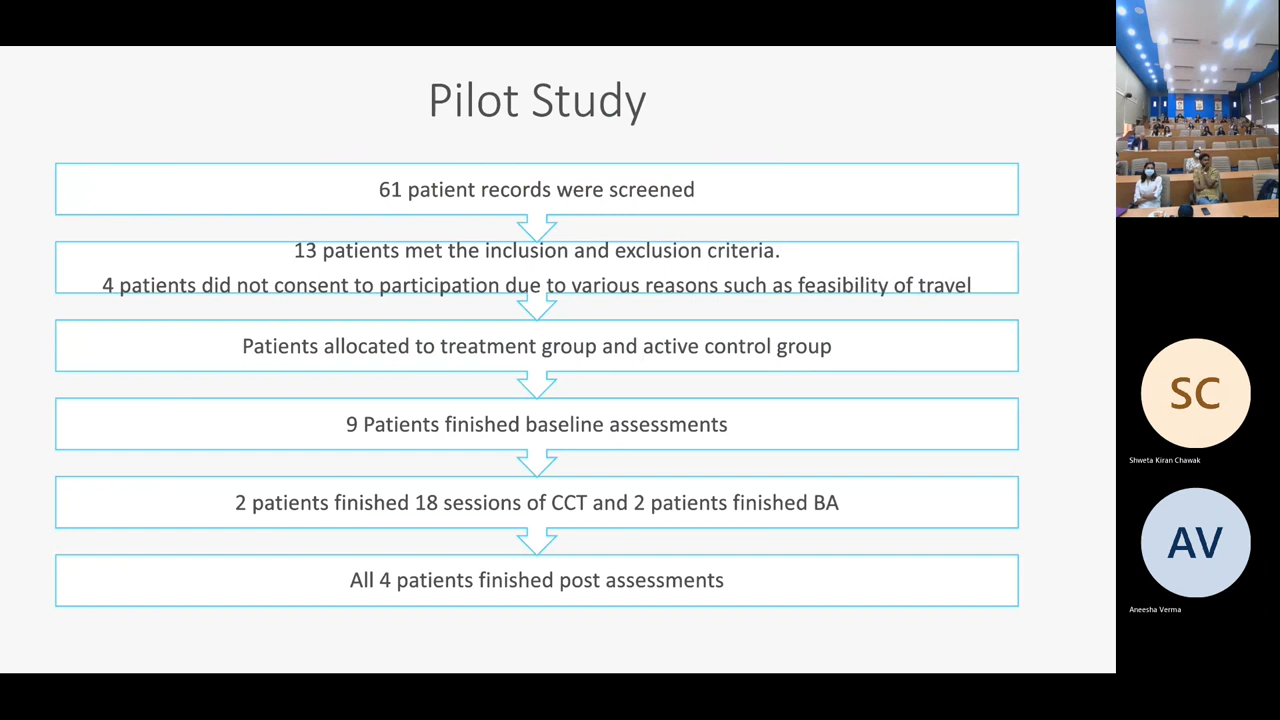 Pilot Study
61 patient records were screened
13 patients met the inclusion and exclusion criteria.
4 patients did not consent to participation due to various reasons such as feasibility of travel
Patients allocated to treatment group and active control group
9 Patients finished baseline assessments
2 patients finished 18 sessions of CCT and 2 patients finished BA
All 4 patients finished post assessments
SC
Shweta Kiran Chawak
AV
Aneesha Verma